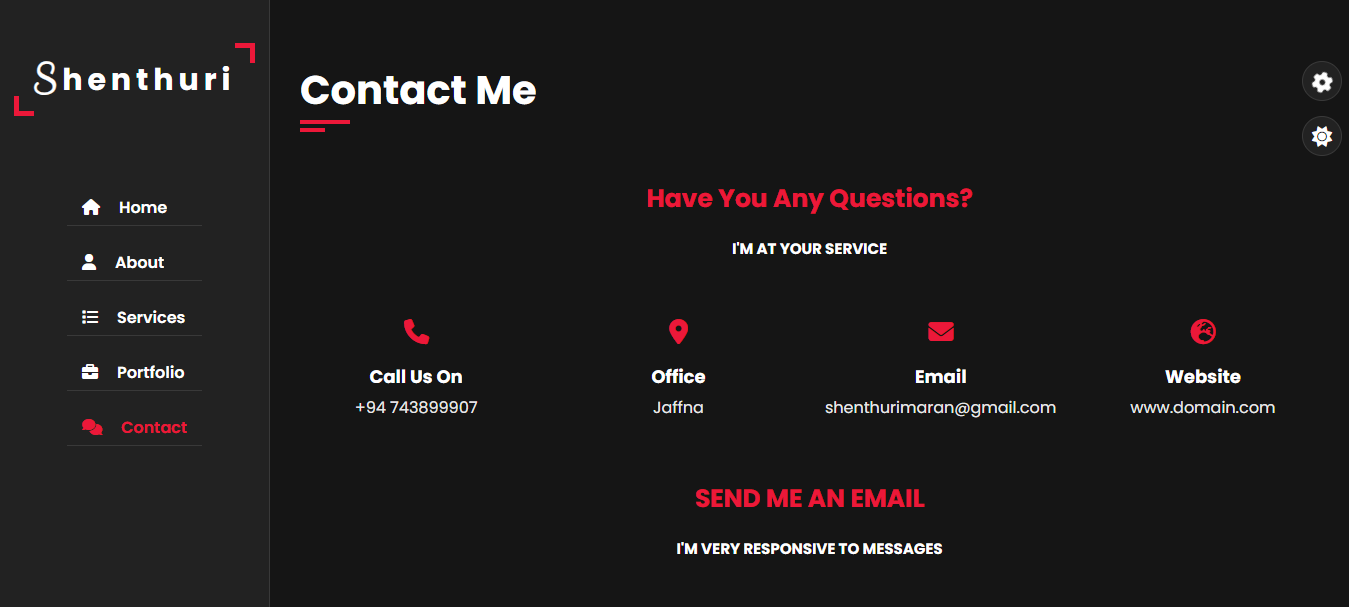 Shenthuri
Home
About
Services
Portfolio
Contact
Contact Me
Have You Any Questions?
I'M AT YOUR SERVICE
Call Us On
+94 743899907
Office
Jaffna
Email
shenthurimaran@gmail.com
Website
www.domain.com
SEND ME AN EMAIL
I'M VERY RESPONSIVE TO MESSAGES